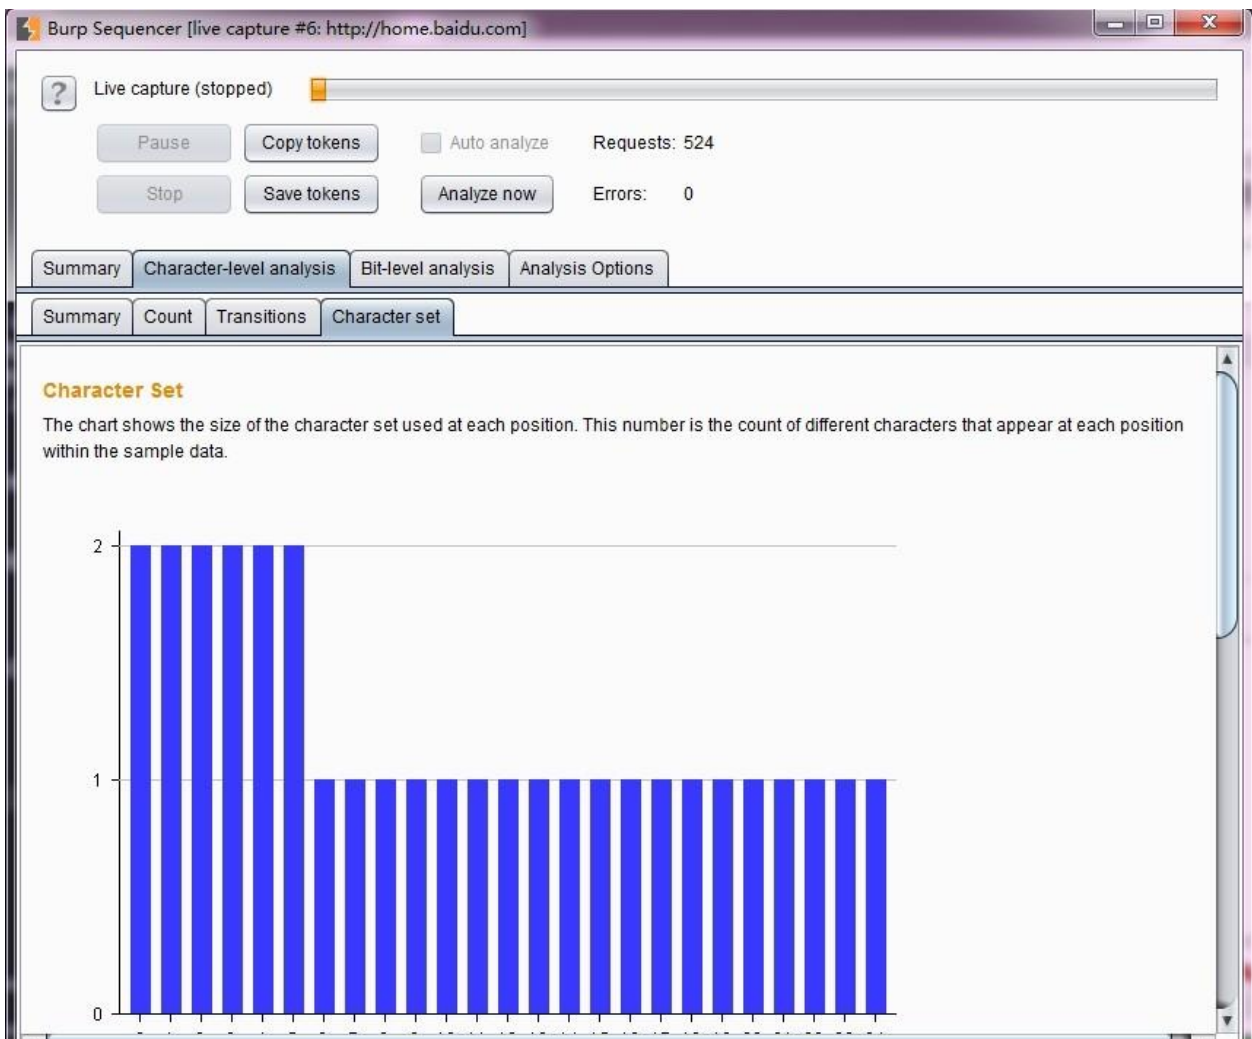 Burp Sequencer [live capture #6: http://home.baidu.com]
? Live capture (stopped)
Pause Copy tokens Auto analyze Requests: 524
Stop Save tokens Analyze now Errors: 0
Summary Character-level analysis Bit-level analysis Analysis Options
Summary Count Transitions Character set
Character Set
The chart shows the size of the character set used at each position. This number is the count of different characters that appear at each position
within the sample data.
2
1
0